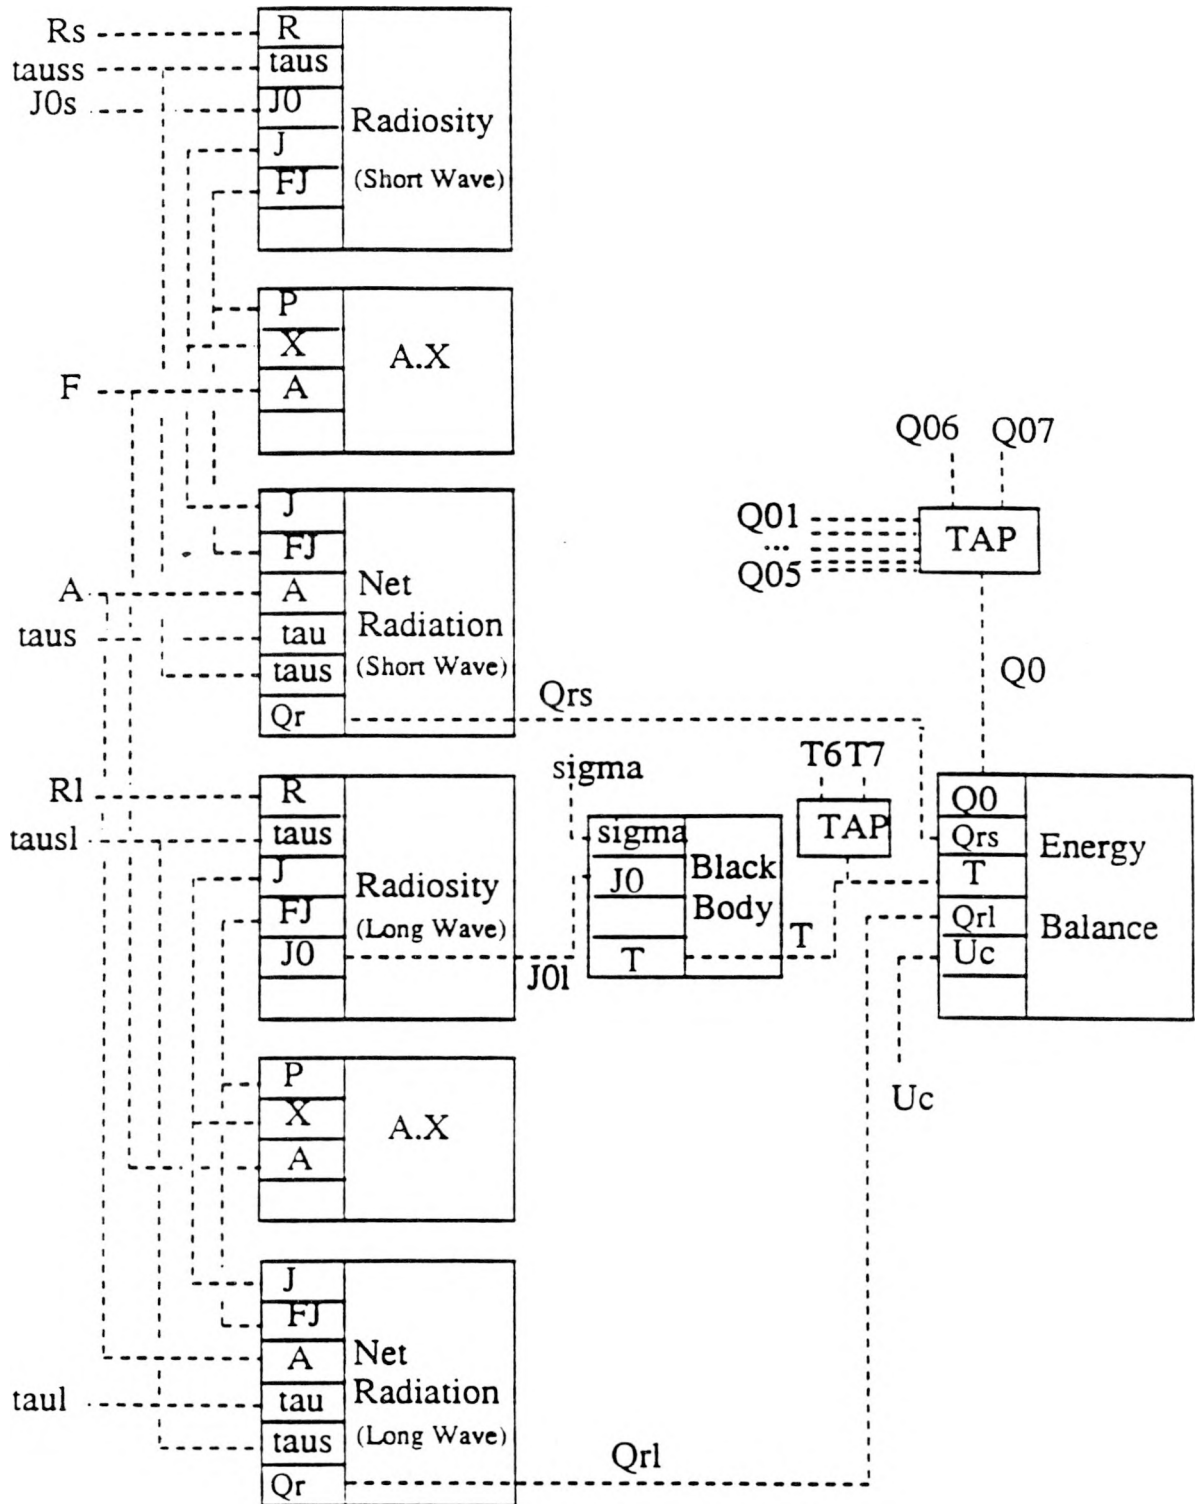 Rs
tauss
J0s
R
taus
J0
J
FJ
Radiosity
(Short Wave)
P
X
A
A.X
F
J
FJ
A
tau
taus
Qr
Net
Radiation
(Short Wave)
A
taus
Qrs
Q06 Q07
Q01
...
Q05
TAP
Q0
Rl
tausl
R
taus
J
FJ
J0
Radiosity
(Long Wave)
J0l
sigma
sigma
J0
T
Black
Body
T6 T7
TAP
T
Q0
Qrs
T
Qrl
Uc
Energy
Balance
Uc
P
X
A
A.X
J
FJ
A
tau
taus
Qr
Net
Radiation
(Long Wave)
taul
Qrl